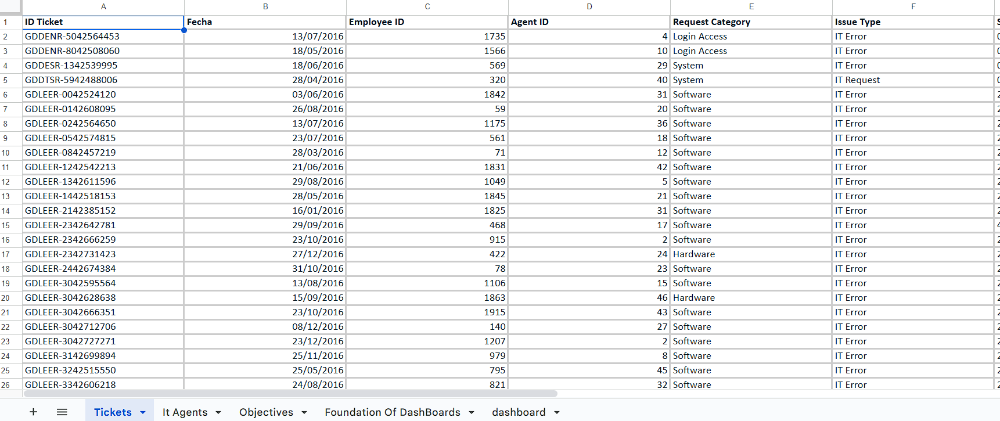 A B C D E F
1 ID Ticket Fecha Employee ID Agent ID Request Category Issue Type S
2 GDDENR-5042564453 13/07/2016 1735 4 Login Access IT Error
3 GDDENR-8042508060 18/05/2016 1566 10 Login Access IT Error
4 GDDESR-1342539995 18/06/2016 569 29 System IT Error
5 GDDTSR-5942488006 28/04/2016 320 40 System IT Request
6 GDLEER-0042524120 03/06/2016 1842 31 Software IT Error
7 GDLEER-0142608095 26/08/2016 59 20 Software IT Error
8 GDLEER-0242564650 13/07/2016 1175 36 Software IT Error
9 GDLEER-0542574815 23/07/2016 561 18 Software IT Error
10 GDLEER-0842457219 28/03/2016 71 12 Software IT Error
11 GDLEER-1242542213 21/06/2016 1831 42 Software IT Error
12 GDLEER-1342611596 29/08/2016 1049 5 Software IT Error
13 GDLEER-1442518153 28/05/2016 1845 21 Software IT Error
14 GDLEER-2142385152 16/01/2016 1825 31 Software IT Error
15 GDLEER-2342642781 29/09/2016 468 17 Software IT Error
16 GDLEER-2342666259 23/10/2016 915 2 Software IT Error
17 GDLEER-2342731423 27/12/2016 422 24 Hardware IT Error
18 GDLEER-2442674384 31/10/2016 78 23 Software IT Error
19 GDLEER-3042595564 13/08/2016 1106 15 Software IT Error
20 GDLEER-3042628638 15/09/2016 1863 46 Hardware IT Error
21 GDLEER-3042666351 23/10/2016 1915 43 Software IT Error
22 GDLEER-3042712706 08/12/2016 140 27 Software IT Error
23 GDLEER-3042727271 23/12/2016 1207 2 Software IT Error
24 GDLEER-3142699894 25/11/2016 979 8 Software IT Error
25 GDLEER-3242515550 25/05/2016 795 45 Software IT Error
26 GDLEER-3342606218 24/08/2016 821 32 Software IT Error
Tickets It Agents Objectives Foundation Of DashBoards dashboard